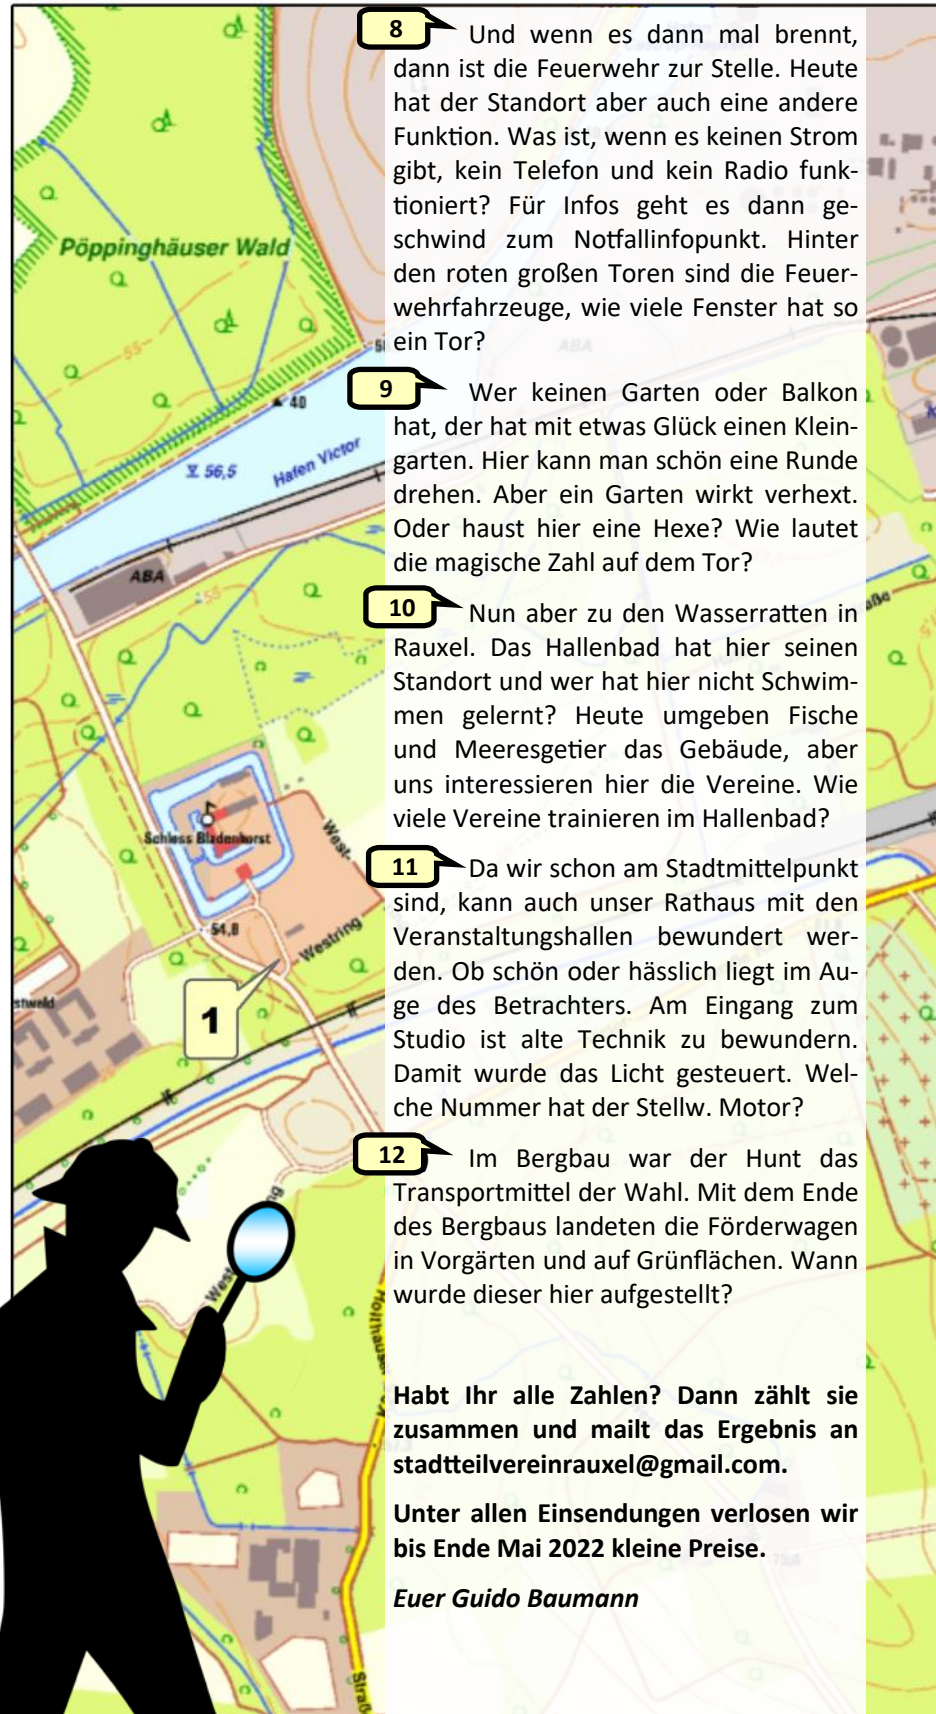 8 Und wenn es dann mal brennt,
dann ist die Feuerwehr zur Stelle. Heute
hat der Standort aber auch eine andere
Funktion. Was ist, wenn es keinen Strom
gibt, kein Telefon und kein Radio funk-
tioniert? Für Infos geht es dann ge-
schwind zum Notfallinfopunkt. Hinter
den roten großen Toren sind die Feuer-
wehrfahrzeuge, wie viele Fenster hat so
ein Tor?
9 Wer keinen Garten oder Balkon
hat, der hat mit etwas Glück einen Klein-
garten. Hier kann man schön eine Runde
drehen. Aber ein Garten wirkt verhext.
Oder haust hier eine Hexe? Wie lautet
die magische Zahl auf dem Tor?
10 Nun aber zu den Wasserratten in
Rauxel. Das Hallenbad hat hier seinen
Standort und wer hat hier nicht Schwim-
men gelernt? Heute umgeben Fische
und Meeresgetier das Gebäude, aber
uns interessieren hier die Vereine. Wie
viele Vereine trainieren im Hallenbad?
11 Da wir schon am Stadtmittelpunkt
sind, kann auch unser Rathaus mit den
Veranstaltungshallen bewundert wer-
den. Ob schön oder hässlich liegt im Au-
ge des Betrachters. Am Eingang zum
Studio ist alte Technik zu bewundern.
Damit wurde das Licht gesteuert. Wel-
che Nummer hat der Stellw. Motor?
12 Im Bergbau war der Hunt das
Transportmittel der Wahl. Mit dem Ende
des Bergbaus landeten die Förderwagen
in Vorgärten und auf Grünflächen. Wann
wurde dieser hier aufgestellt?
Habt Ihr alle Zahlen? Dann zählt sie
zusammen und mailt das Ergebnis an
stadtteilvereinrauxel@gmail.com.
Unter allen Einsendungen verlosen wir
bis Ende Mai 2022 kleine Preise.
Euer Guido Baumann
Pöppinghäuser Wald
55
40
56,5
Hafen Victor
ABA
ABA
55
Schloss Bladenhorst
West-
54,8
Westring
1
55